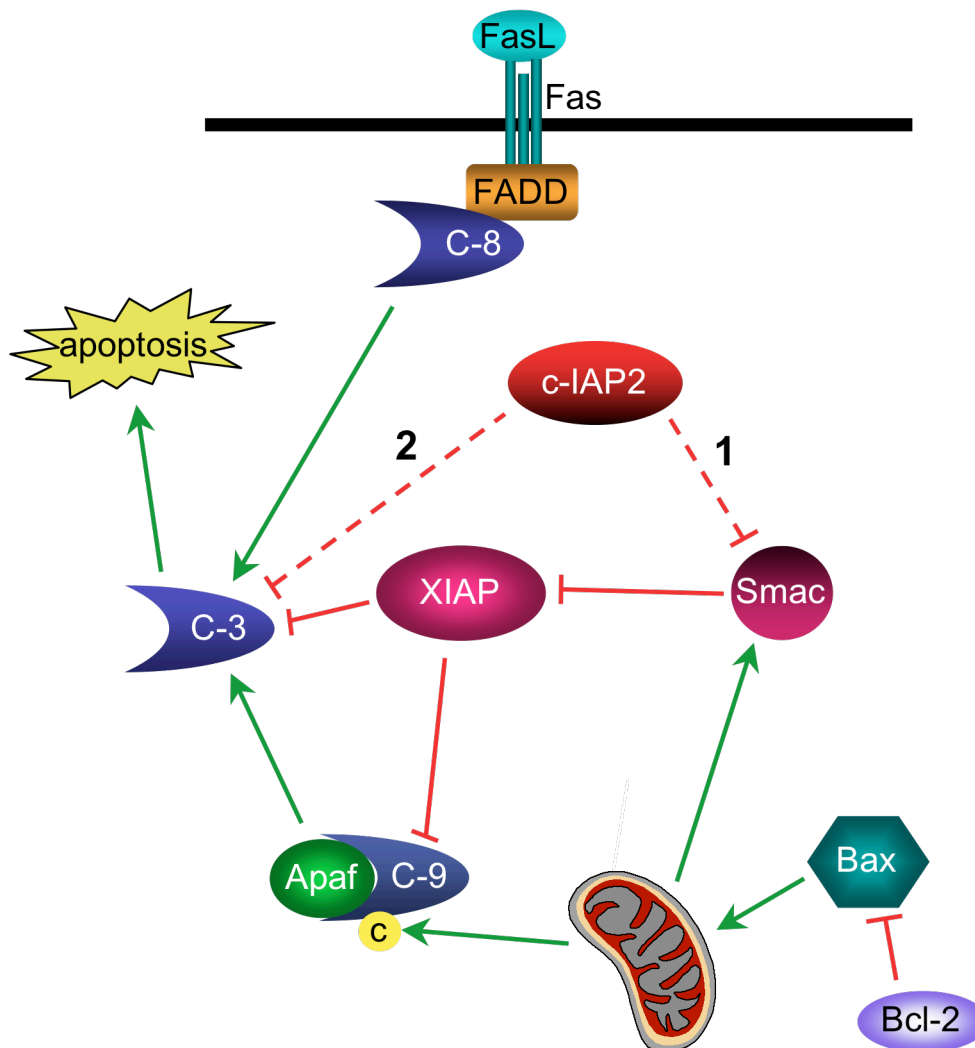 FasL
Fas
FADD
C-8
apoptosis
c-IAP2
2
1
XIAP
Smac
C-3
Bax
Apaf
C-9
c
Bcl-2